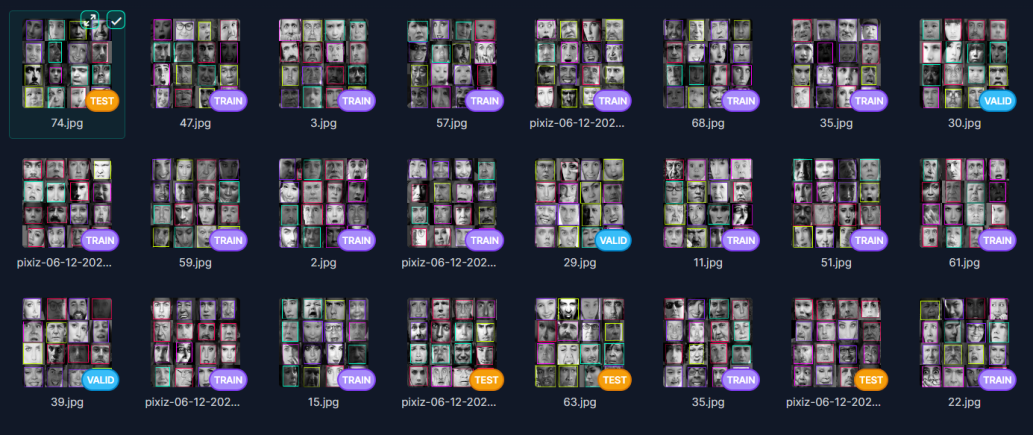 TEST
TRAIN
TRAIN
TRAIN
TRAIN
TRAIN
TRAIN
VALID
74.jpg
47.jpg
3.jpg
57.jpg
pixiz-06-12-202...
68.jpg
35.jpg
30.jpg
TRAIN
TRAIN
TRAIN
TRAIN
VALID
TRAIN
TRAIN
TRAIN
pixiz-06-12-202...
59.jpg
2.jpg
pixiz-06-12-202...
29.jpg
11.jpg
51.jpg
61.jpg
VALID
TRAIN
TRAIN
TEST
TEST
TRAIN
TEST
TRAIN
39.jpg
pixiz-06-12-202...
15.jpg
pixiz-06-12-202...
63.jpg
35.jpg
pixiz-06-12-202...
22.jpg